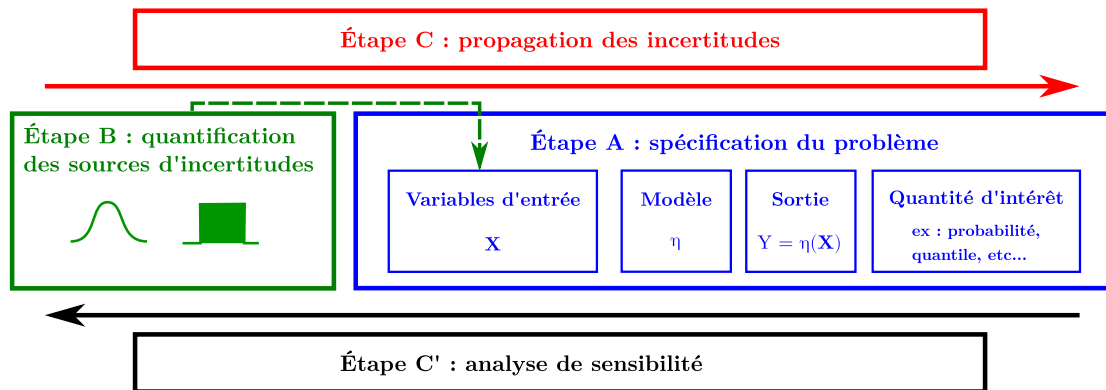 Étape C : propagation des incertitudes
Étape B : quantification
des sources d'incertitudes
Étape A : spécification du problème
Variables d'entrée
X
Modèle
η
Sortie
Y = η(X)
Quantité d'intérêt
ex : probabilité,
quantile, etc...
Étape C' : analyse de sensibilité